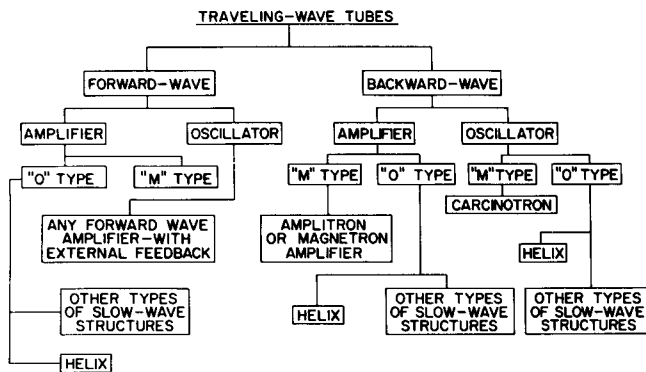 TRAVELING-WAVE TUBES
FORWARD-WAVE
BACKWARD-WAVE
AMPLIFIER
OSCILLATOR
AMPLIFIER
OSCILLATOR
"O" TYPE
"M" TYPE
"M" TYPE
"O" TYPE
"M" TYPE
"O" TYPE
CARCINOTRON
ANY FORWARD WAVE
AMPLIFIER-WITH
EXTERNAL FEEDBACK
AMPLITRON
OR MAGNETRON
AMPLIFIER
HELIX
OTHER TYPES
OF SLOW-WAVE
STRUCTURES
HELIX
OTHER TYPES
OF SLOW-WAVE
STRUCTURES
OTHER TYPES
OF SLOW-WAVE
STRUCTURES
HELIX